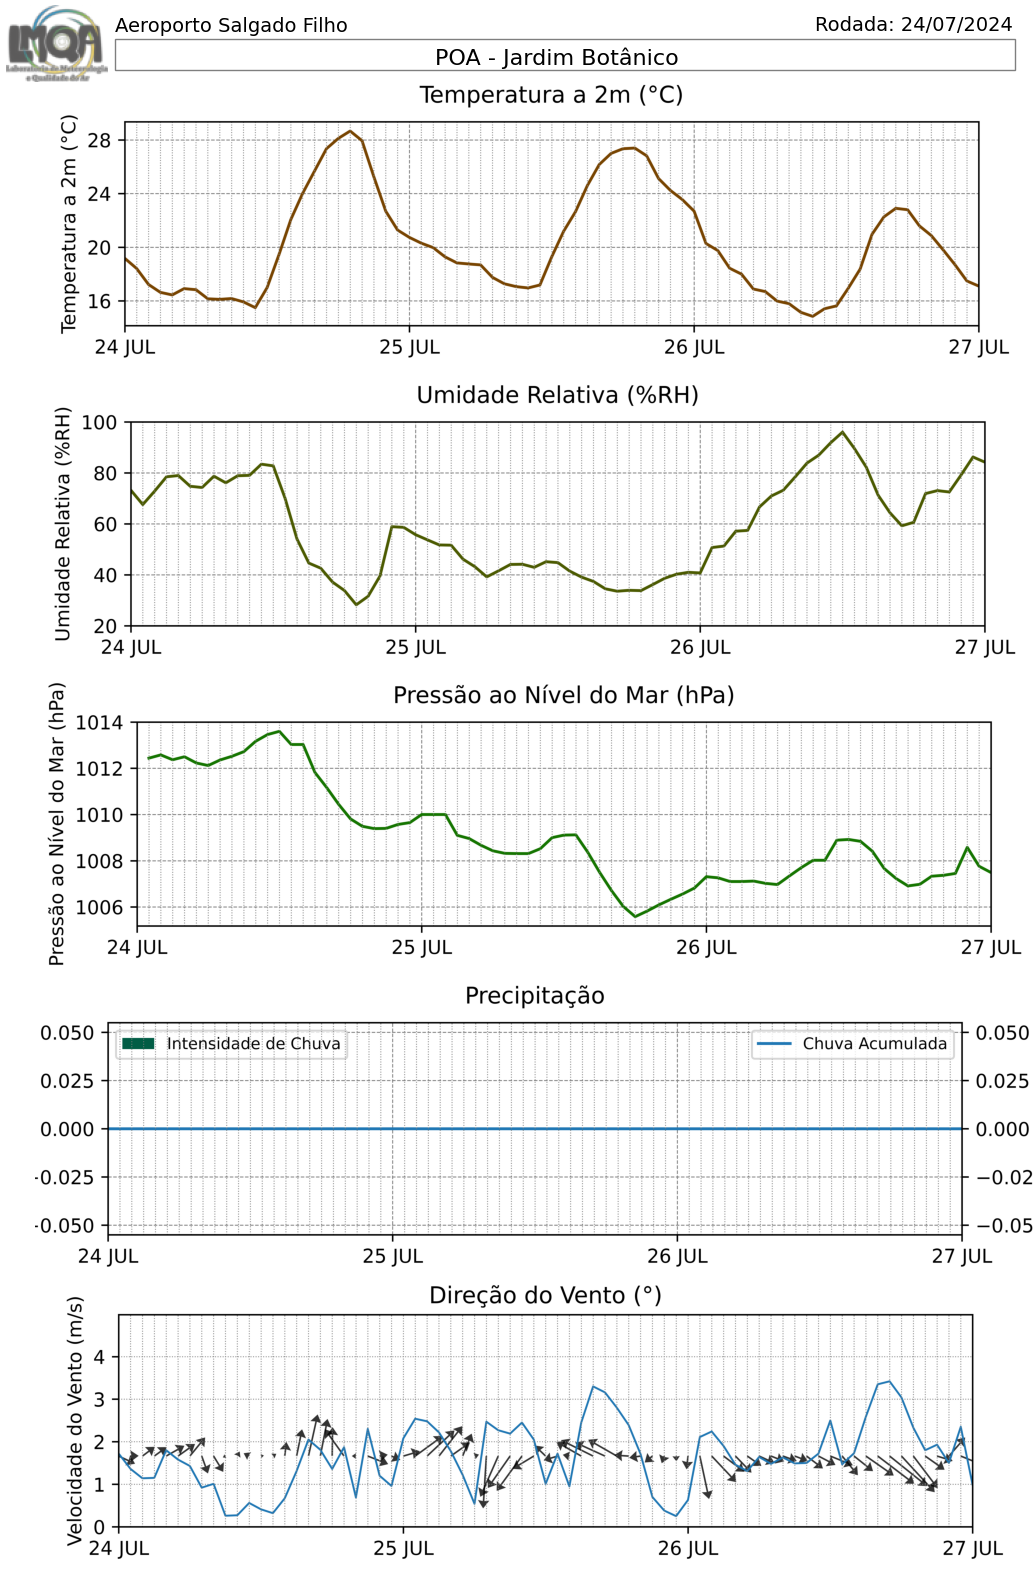 LMQA
Laboratório de Meteorologia
e Qualidade do Ar
Aeroporto Salgado Filho
Rodada: 24/07/2024
POA - Jardim Botânico
Temperatura a 2m (°C)
Temperatura a 2m (°C)
28
24
20
16
24 JUL 25 JUL 26 JUL 27 JUL
Umidade Relativa (%RH)
Umidade Relativa (%RH)
100
80
60
40
20
24 JUL 25 JUL 26 JUL 27 JUL
Pressão ao Nível do Mar (hPa)
Pressão ao Nível do Mar (hPa)
1014
1012
1010
1008
1006
24 JUL 25 JUL 26 JUL 27 JUL
Precipitação
0.050 0.050
Intensidade de Chuva Chuva Acumulada
0.025 0.025
0.000 0.000
-0.025 −0.02
-0.050 −0.05
24 JUL 25 JUL 26 JUL 27 JUL
Direção do Vento (°)
Velocidade do Vento (m/s)
4
3
2
1
0
24 JUL 25 JUL 26 JUL 27 JUL